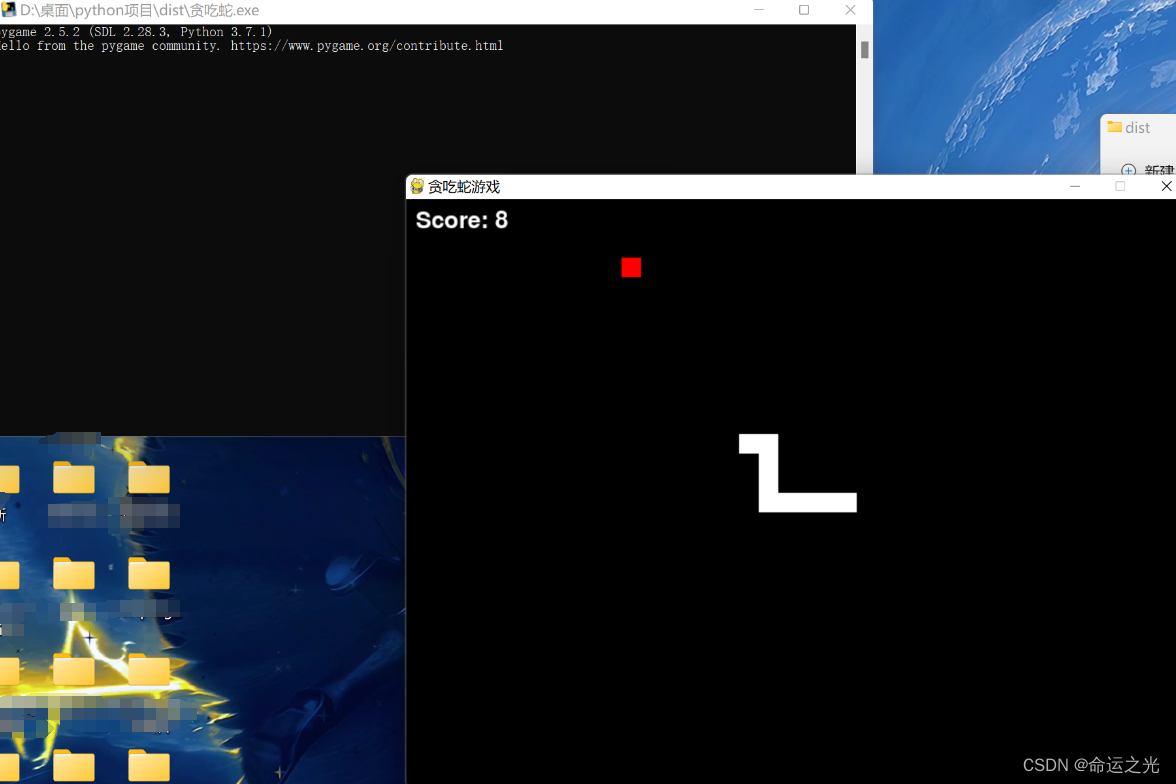 D:\桌面\python项目\dist\贪吃蛇.exe
ygame 2.5.2 (SDL 2.28.3, Python 3.7.1)
ello from the pygame community. https://www.pygame.org/contribute.html
dist
新建
贪吃蛇游戏
Score: 8
CSDN @命运之光